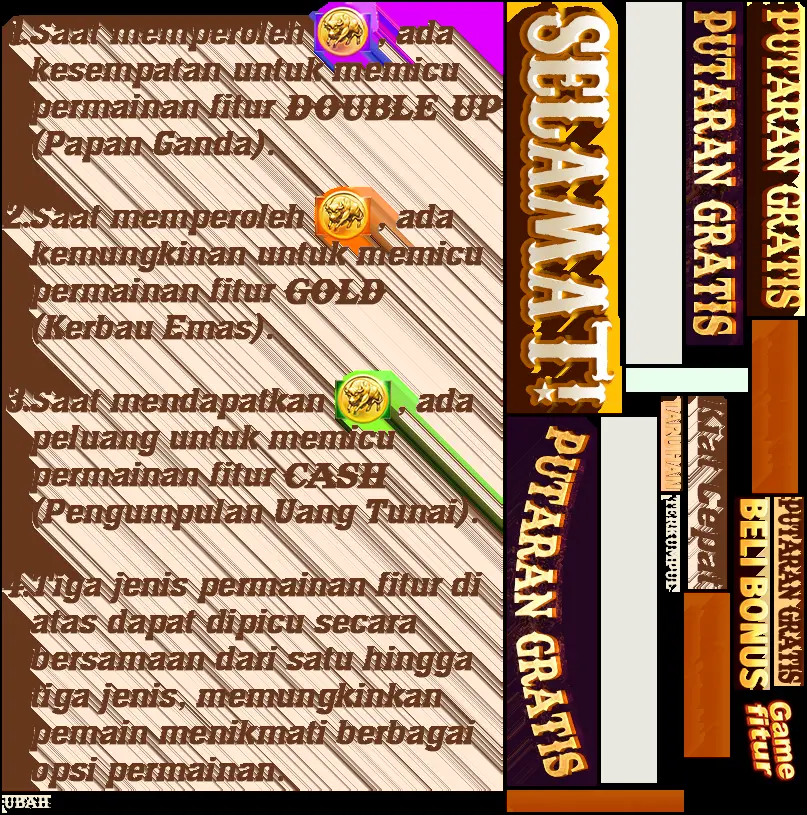 1.Saat memperoleh , ada
kesempatan untuk memicu
permainan fitur DOUBLE UP
(Papan Ganda).
2.Saat memperoleh , ada
kemungkinan untuk memicu
permainan fitur GOLD
(Kerbau Emas).
3.Saat mendapatkan , ada
peluang untuk memicu
permainan fitur CASH
(Pengumpulan Uang Tunai).
4.Tiga jenis permainan fitur di
atas dapat dipicu secara
bersamaan dari satu hingga
tiga jenis, memungkinkan
pemain menikmati berbagai
opsi permainan.
UBAH
SELAMAT!
PUTARAN GRATIS
PUTARAN GRATIS
PUTARAN GRATIS
TARUHAN
TERKUMPUL
Kiat Cepat
BELI BONUS
PUTARAN GRATIS
Game
fitur